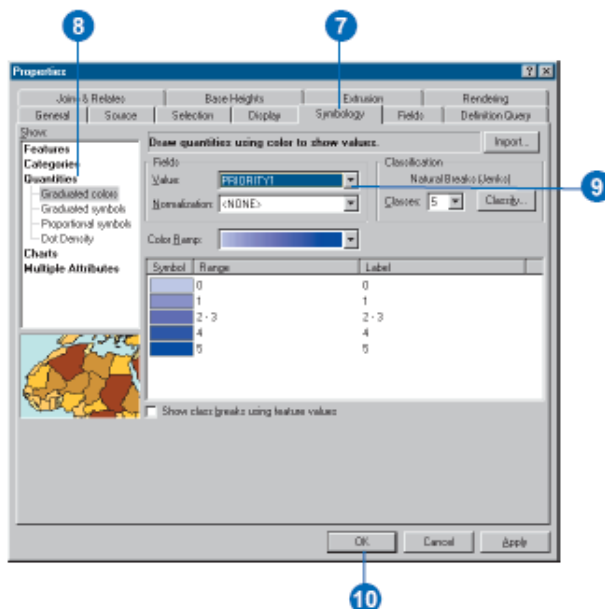 8
7
Properties
? X
Joins & Relates Base Heights Extrusion Rendering
General Source Selection Display Symbology Fields Definition Query
Show:
Features
Categories
Quantities
Graduated colors
Graduated symbols
Proportional symbols
Dot Density
Charts
Multiple Attributes
Draw quantities using color to show values.
Import...
Fields
Value: PRIORITY1
Normalization: <NONE>
Classification
Natural Breaks (Jenks)
Classes: 5 Classify...
9
Color Ramp:
Symbol Range Label
0 0
1 1
2 - 3 2 - 3
4 4
5 5
Show class breaks using feature values
OK Cancel Apply
10